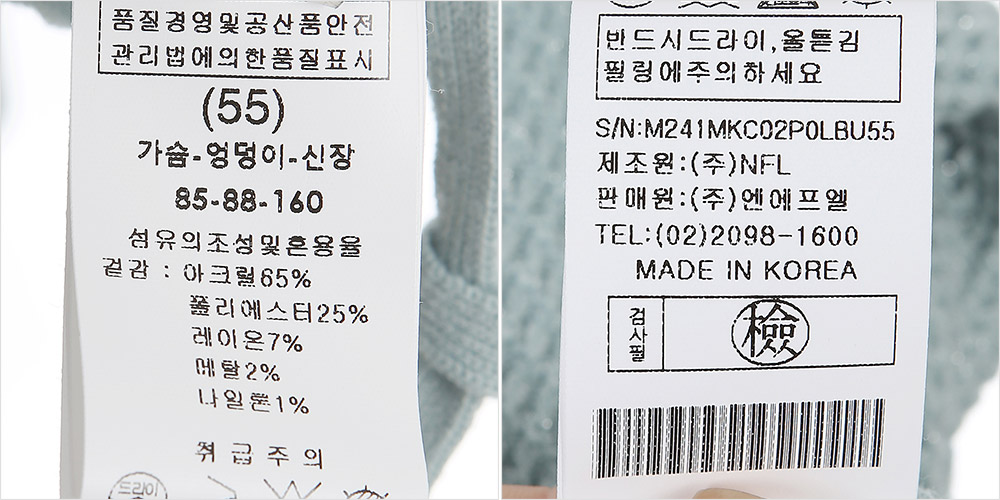 품질경영및공산품안전
관리법에의한품질표시
(55)
가슴-엉덩이-신장
85-88-160
섬유의조성및혼용율
겉감 : 아크릴65%
폴리에스터25%
레이온7%
메탈2%
나일론1%
취급주의
드라이
반드시드라이,올뜯김
필링에주의하세요
S/N:M241MKC02P0LBU55
제조원:(주)NFL
판매원:(주)엔에프엘
TEL:(02)2098-1600
MADE IN KOREA
검사필
檢